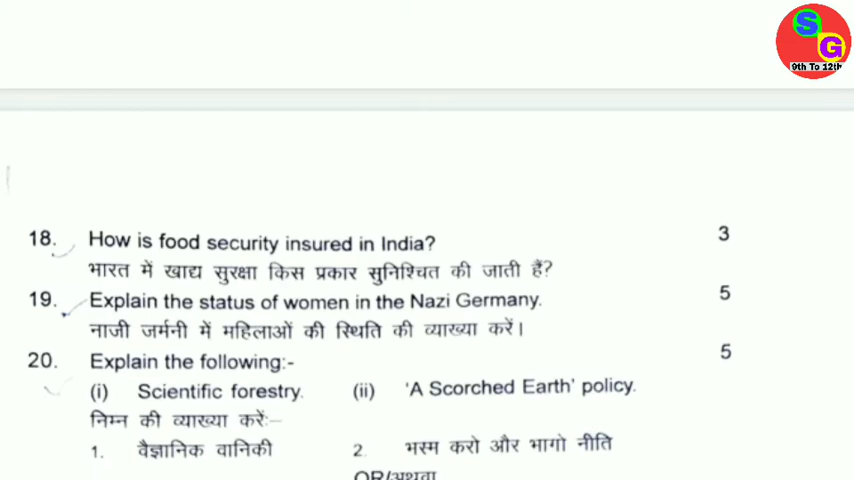 SG
9th To 12th
18. How is food security insured in India? 3
भारत में खाद्य सुरक्षा किस प्रकार सुनिश्चित की जाती हैं?
19. Explain the status of women in the Nazi Germany. 5
नाजी जर्मनी में महिलाओं की स्थिति की व्याख्या करें।
20. Explain the following:- 5
(i) Scientific forestry. (ii) 'A Scorched Earth' policy.
निम्न की व्याख्या करें:–
1. वैज्ञानिक वानिकी 2. भस्म करो और भागो नीति
OR/अथवा